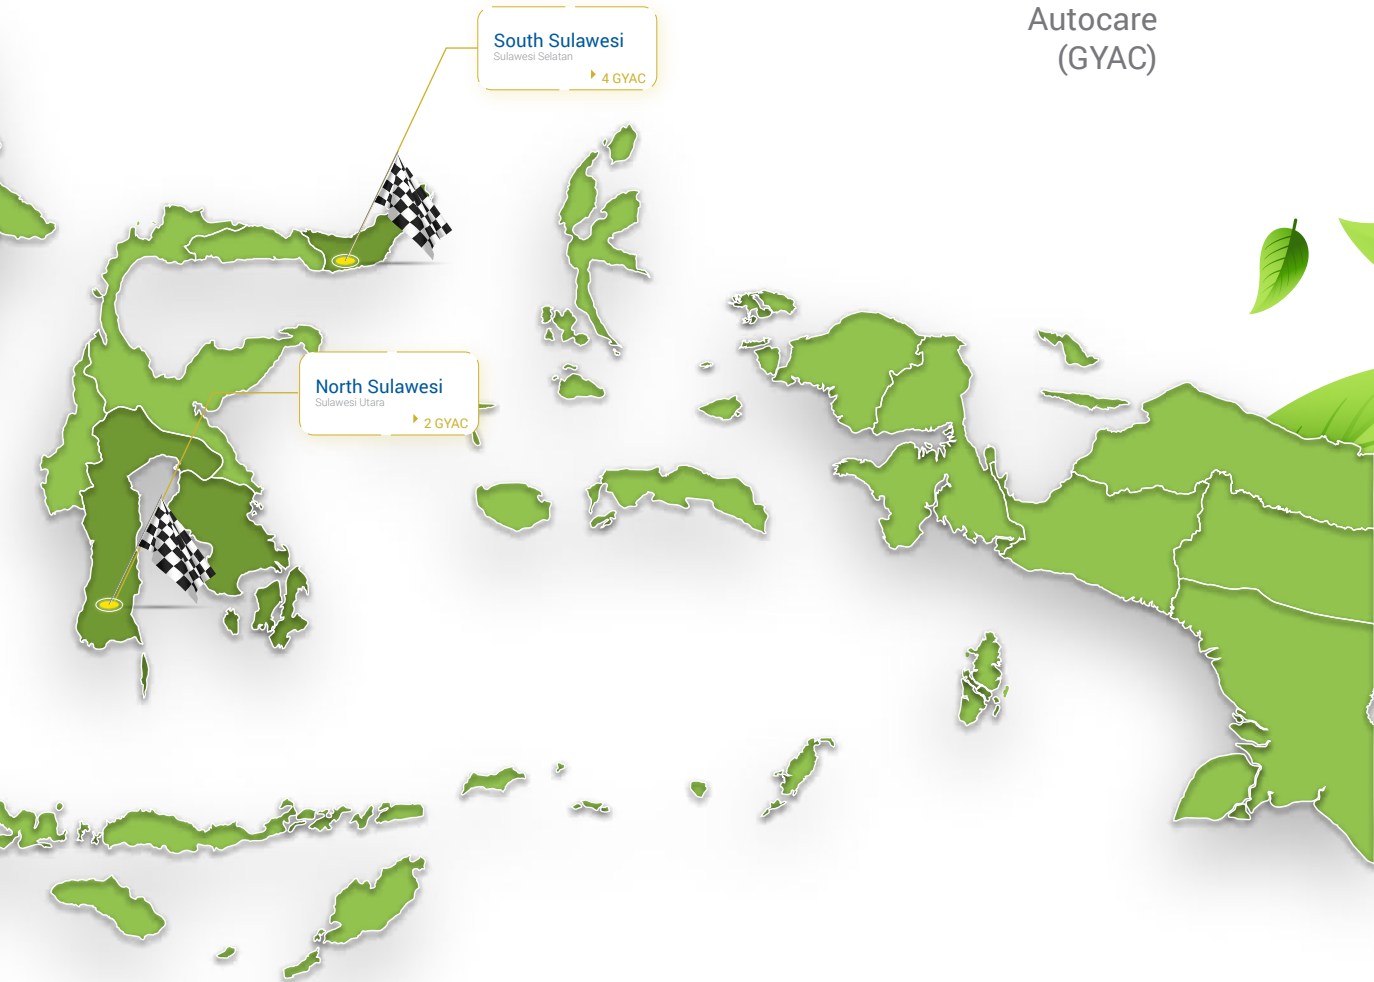 Autocare
(GYAC)
South Sulawesi
Sulawesi Selatan
4 GYAC
North Sulawesi
Sulawesi Utara
2 GYAC